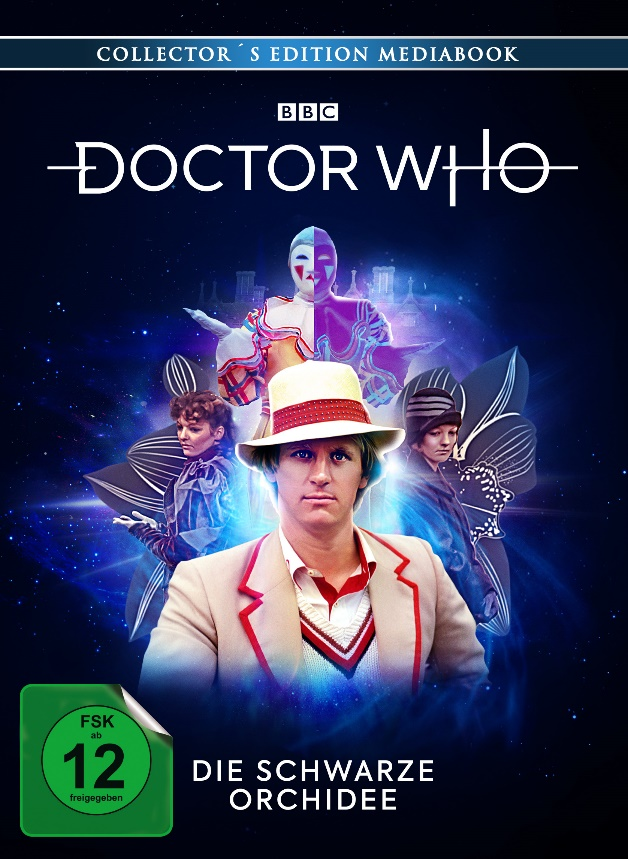 COLLECTOR´S EDITION MEDIABOOK
BBC
DOCTOR WHO
FSK
ab
12
freigegeben
DIE SCHWARZE
ORCHIDEE